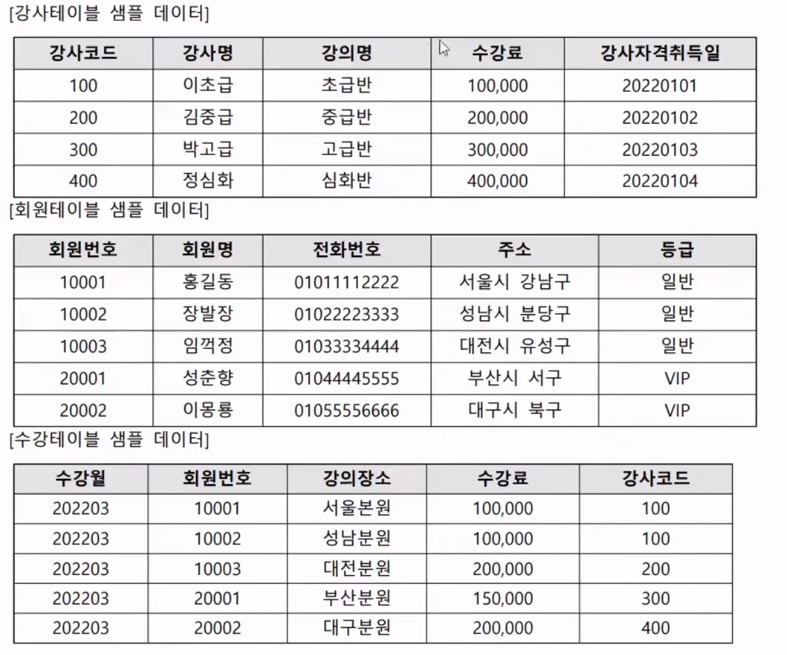 [강사테이블 샘플 데이터]
강사코드 강사명 강의명 수강료 강사자격취득일
100 이초급 초급반 100,000 20220101
200 김중급 중급반 200,000 20220102
300 박고급 고급반 300,000 20220103
400 정심화 심화반 400,000 20220104
[회원테이블 샘플 데이터]
회원번호 회원명 전화번호 주소 등급
10001 홍길동 01011112222 서울시 강남구 일반
10002 장발장 01022223333 성남시 분당구 일반
10003 임꺽정 01033334444 대전시 유성구 일반
20001 성춘향 01044445555 부산시 서구 VIP
20002 이몽룡 01055556666 대구시 북구 VIP
[수강테이블 샘플 데이터]
수강월 회원번호 강의장소 수강료 강사코드
202203 10001 서울본원 100,000 100
202203 10002 성남분원 100,000 100
202203 10003 대전분원 200,000 200
202203 20001 부산분원 150,000 300
202203 20002 대구분원 200,000 400